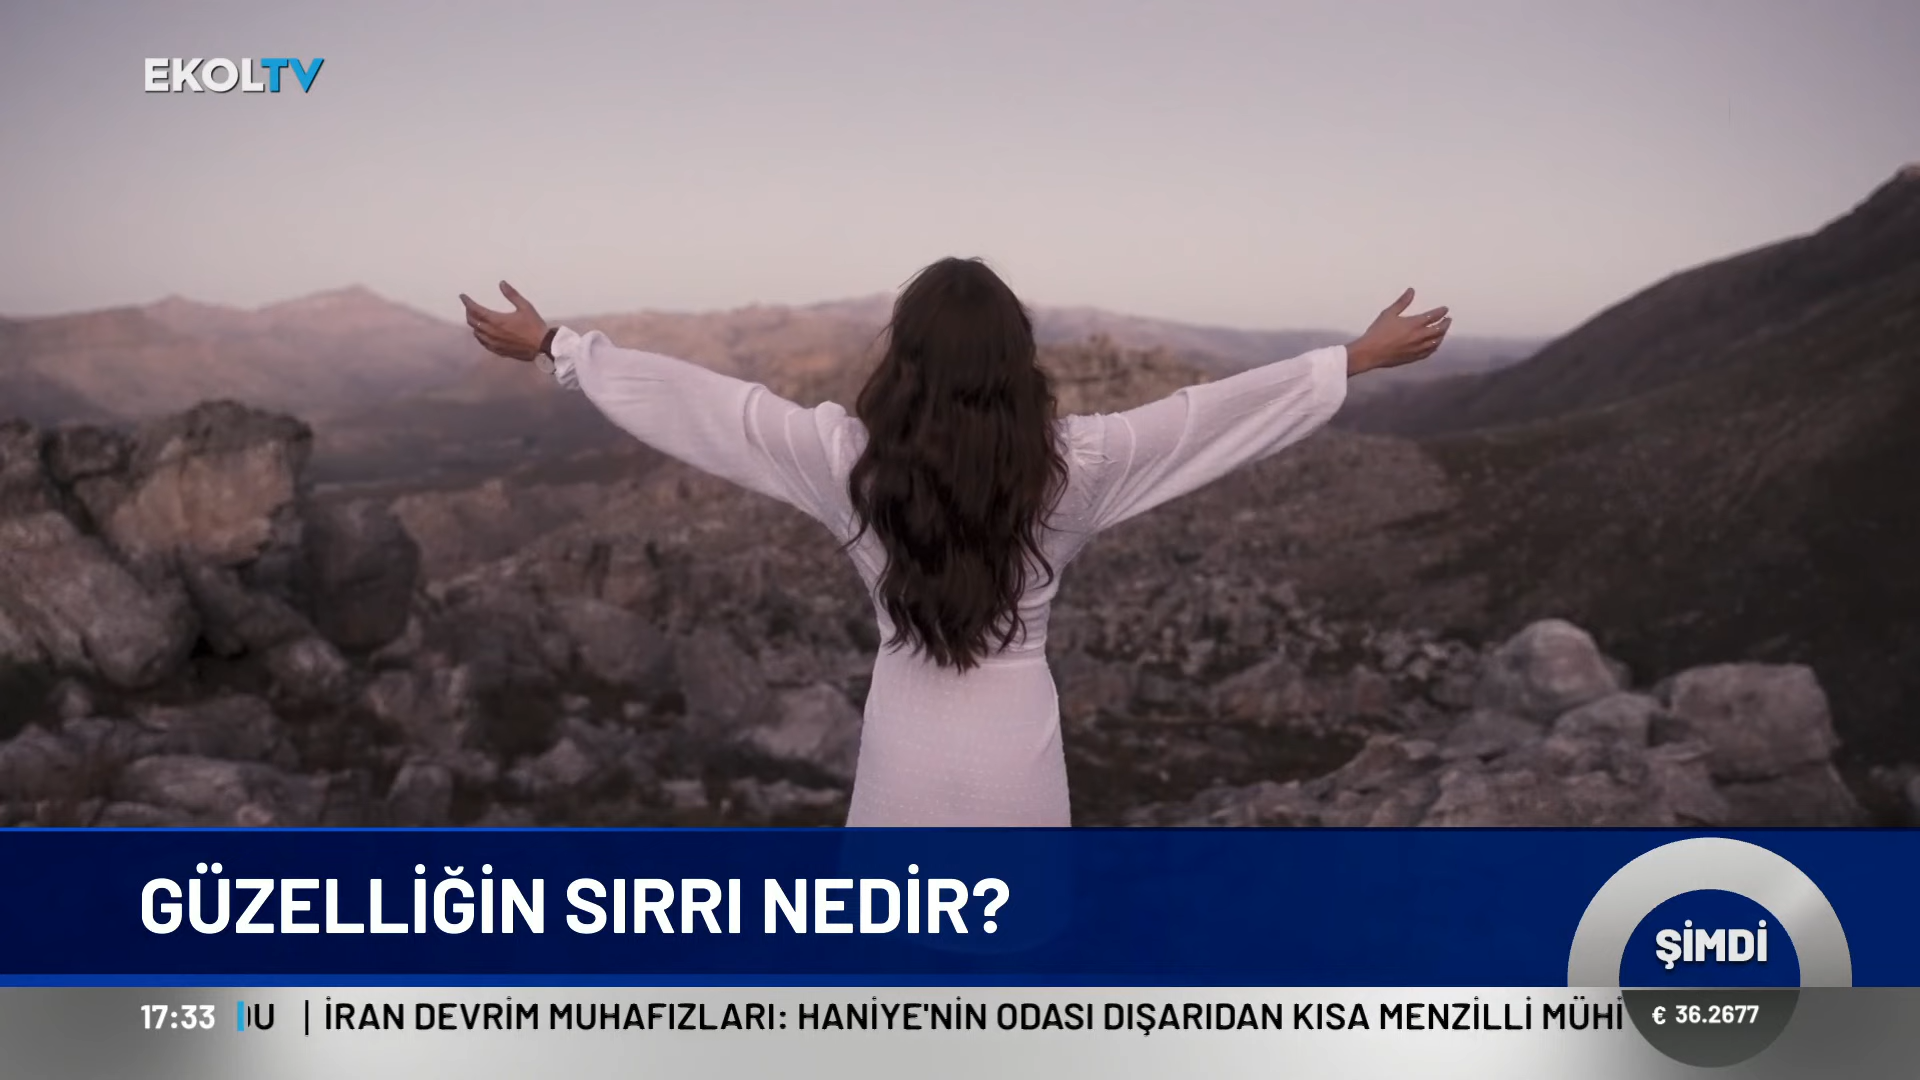 EKOLTV
GÜZELLİĞİN SIRRI NEDİR?
ŞİMDİ
17:33 | İRAN DEVRİM MUHAFIZLARI: HANİYE'NİN ODASI DIŞARIDAN KISA MENZİLLİ MÜHİ
€ 36.2677